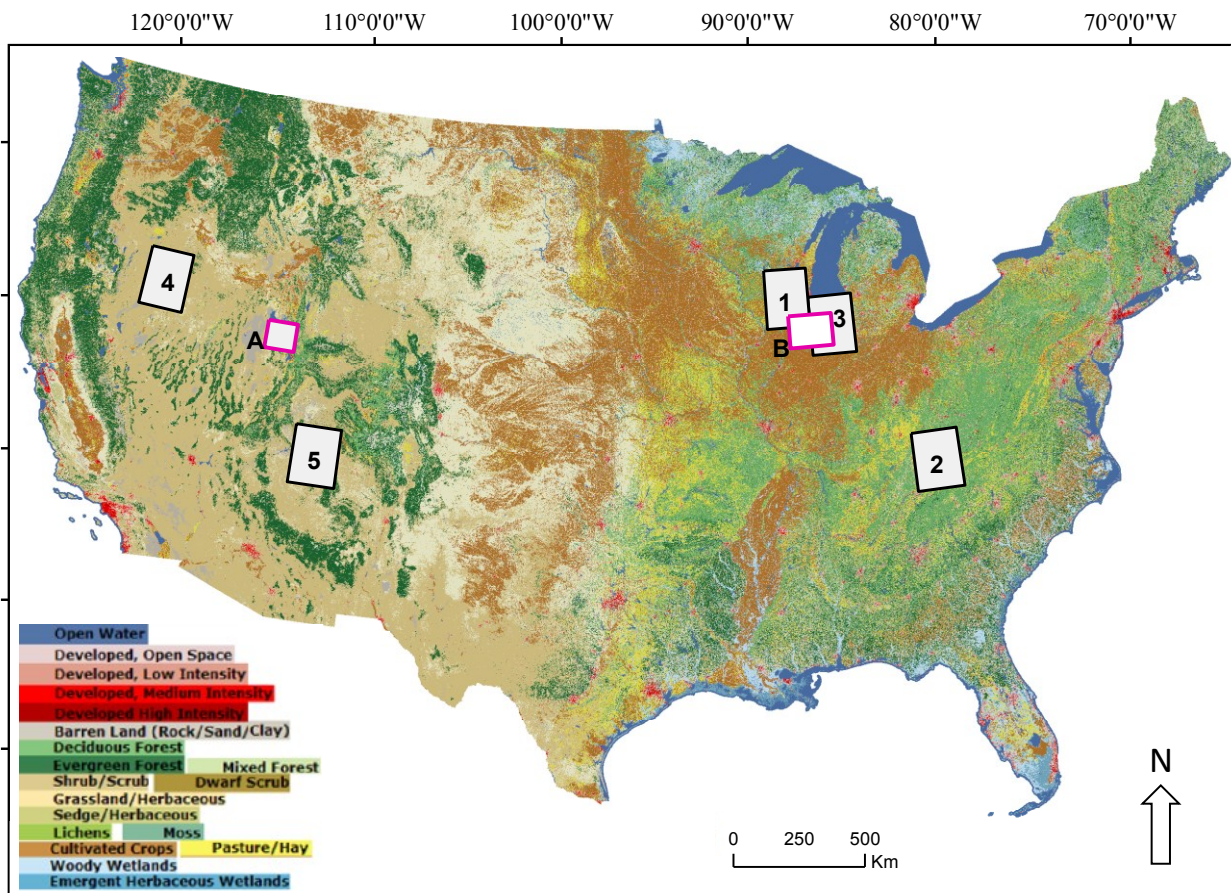 120°0'0"W 110°0'0"W 100°0'0"W 90°0'0"W 80°0'0"W 70°0'0"W
4
1
3
A
B
5
2
Open Water
Developed, Open Space
Developed, Low Intensity
Developed, Medium Intensity
Developed High Intensity
Barren Land (Rock/Sand/Clay)
Deciduous Forest
Evergreen Forest Mixed Forest
Shrub/Scrub Dwarf Scrub
Grassland/Herbaceous
Sedge/Herbaceous
Lichens Moss
Cultivated Crops Pasture/Hay
Woody Wetlands
Emergent Herbaceous Wetlands
N
0 250 500
Km